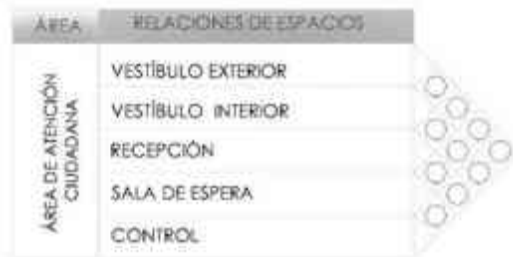 ÁREA
RELACIONES DE ESPACIOS
ÁREA DE ATENCIÓN
CIUDADANA
VESTÍBULO EXTERIOR
VESTÍBULO INTERIOR
RECEPCIÓN
SALA DE ESPERA
CONTROL